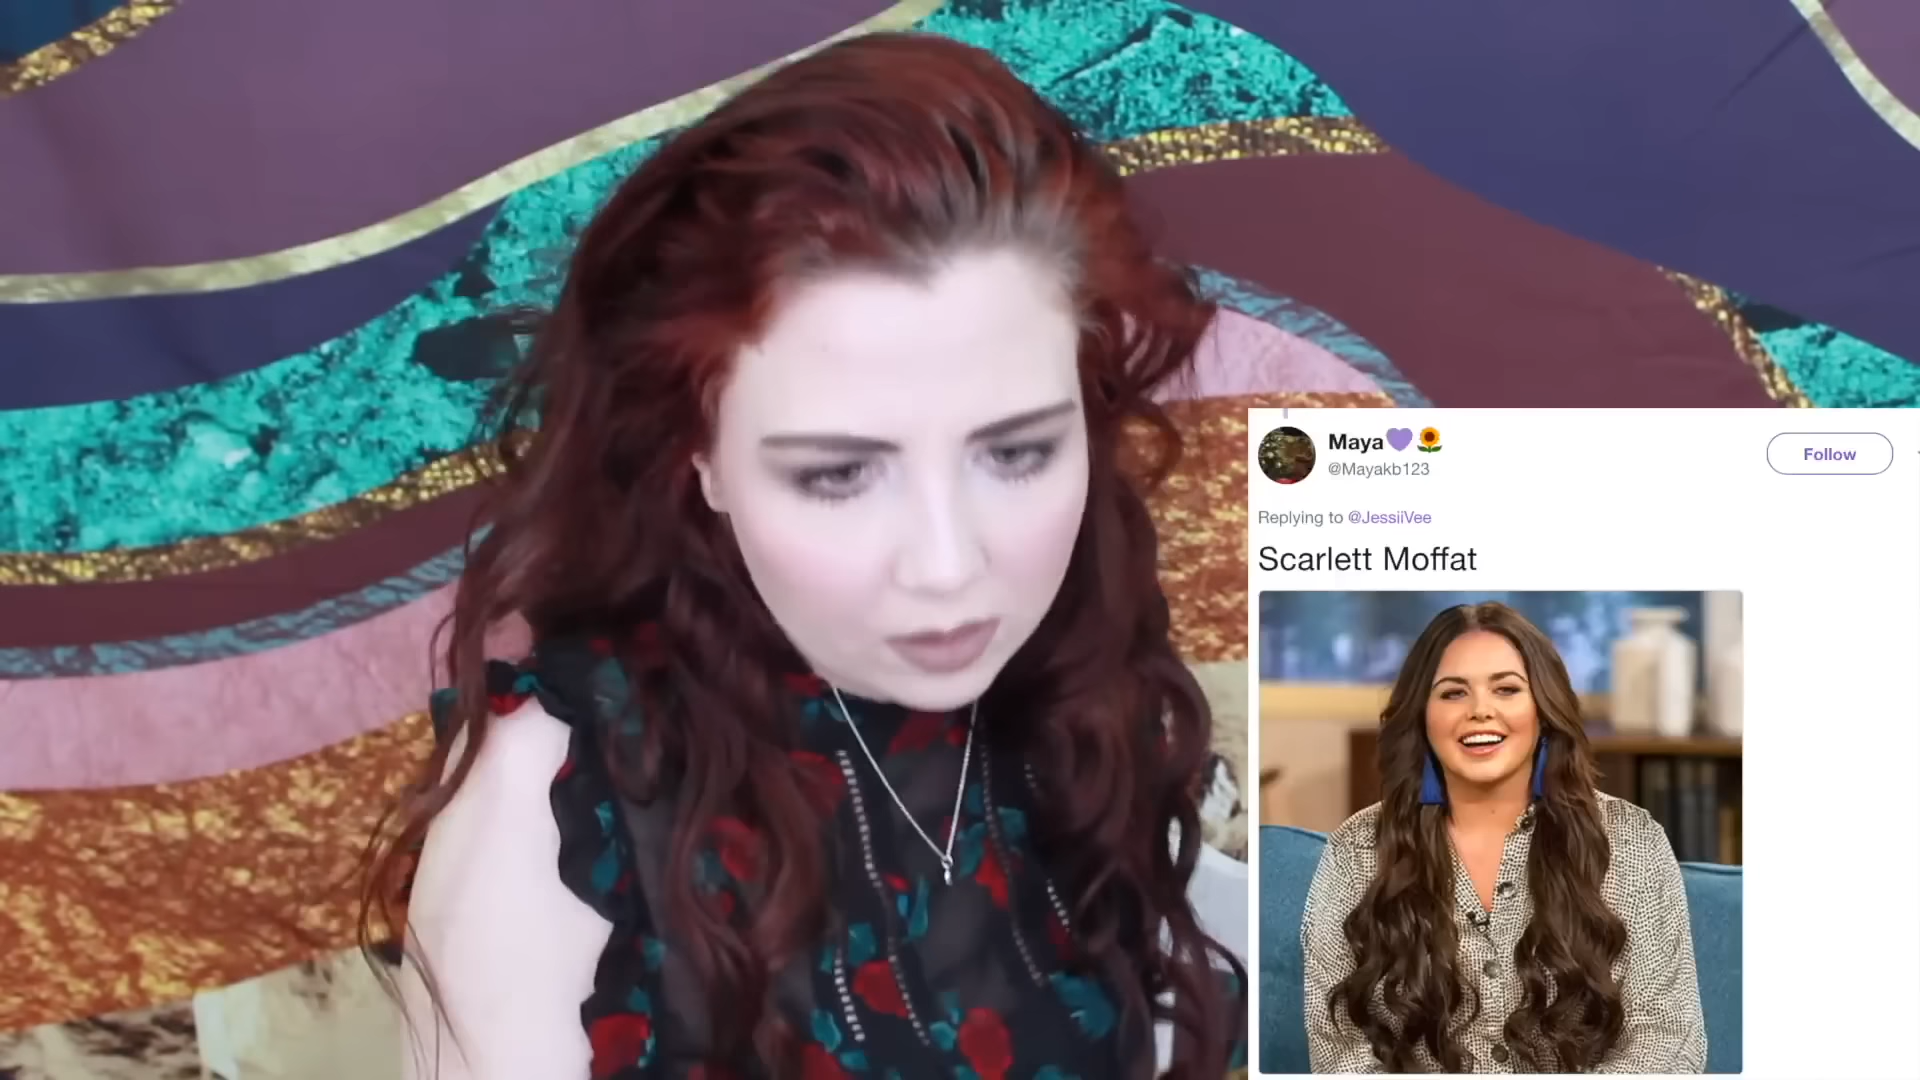 Maya💜🌻
@Mayakb123
Follow
Replying to @JessiiVee
Scarlett Moffat